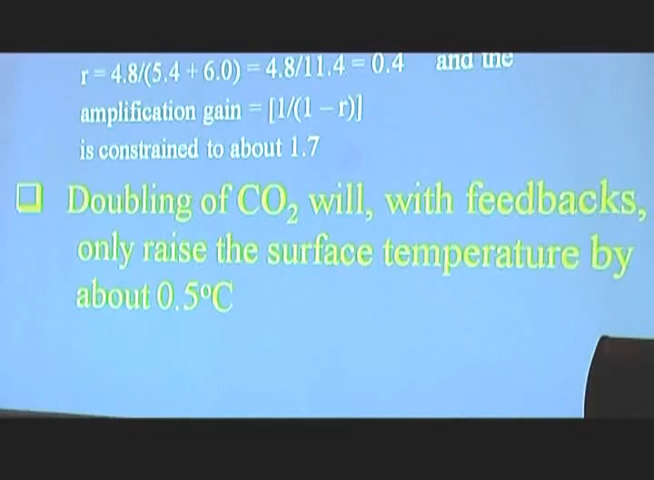 r = 4.8/(5.4 + 6.0) = 4.8/11.4 = 0.4 and the
amplification gain = [1/(1 – r)]
is constrained to about 1.7
Doubling of CO₂ will, with feedbacks,
only raise the surface temperature by
about 0.5ºC